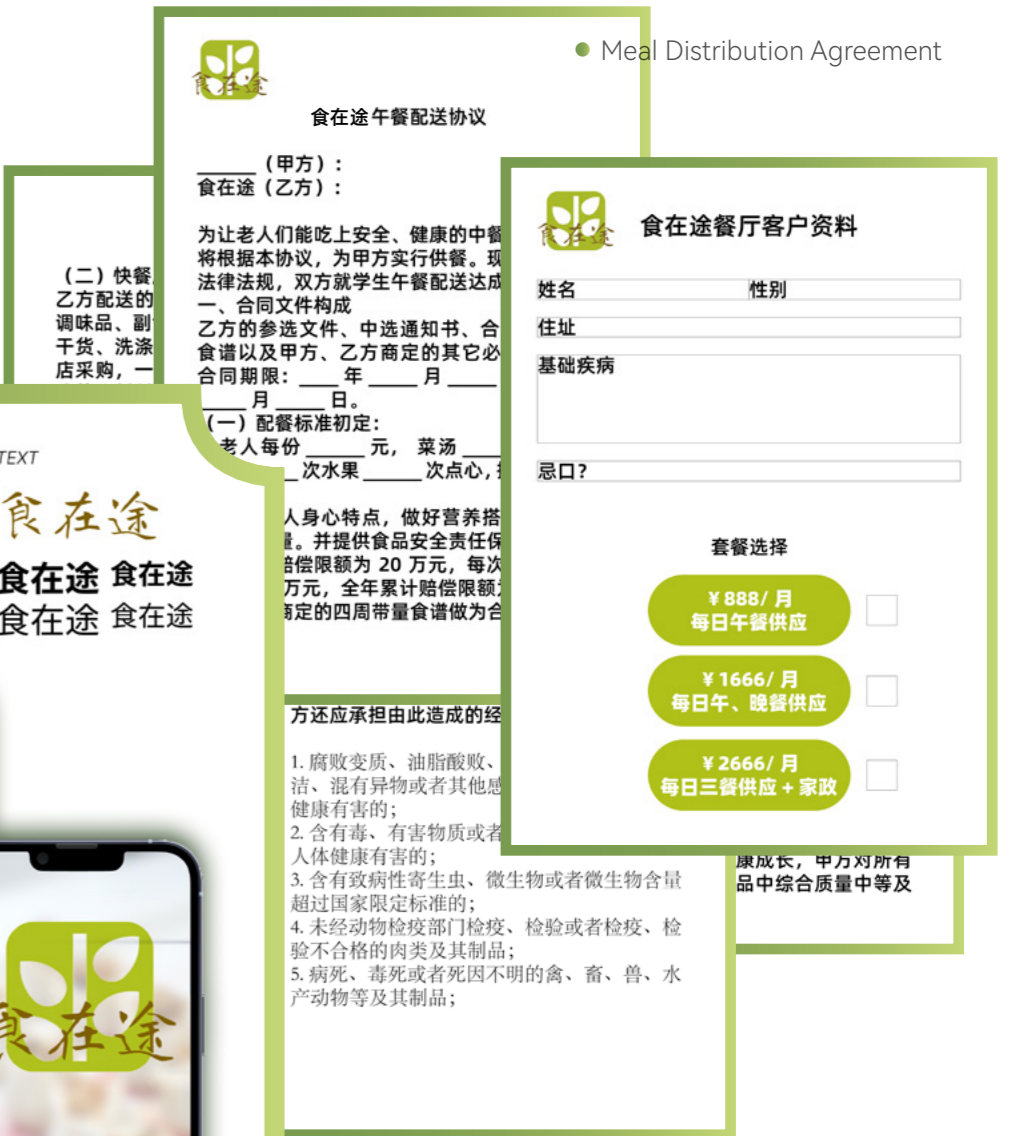 Meal Distribution Agreement
食在途
食在途午餐配送协议
______（甲方）:
食在途（乙方）:
为让老人们能吃上安全、健康的中餐
将根据本协议，为甲方实行供餐。现
法律法规，双方就学生午餐配送达成
一、合同文件构成
乙方的参选文件、中选通知书、合
食谱以及甲方、乙方商定的其它必
合同期限: ____ 年 _____ 月 _____
_____ 月 _____ 日。
（一）配餐标准初定:
老人每份 ______ 元， 菜汤 ____
次水果 ______ 次点心，
人身心特点，做好营养搭
量。并提供食品安全责任保
赔偿限额为 20 万元，每次
万元，全年累计赔偿限额
商定的四周带量食谱做为合
（二）快餐
乙方配送的
调味品、副
干货、洗涤
店采购，一
食在途
食在途餐厅客户资料
姓名 性别
住址
基础疾病
忌口？
套餐选择
¥888/ 月
每日午餐供应
¥1666/ 月
每日午、晚餐供应
¥2666/ 月
每日三餐供应 + 家政
TEXT
食在途
食在途 食在途
食在途 食在途
方还应承担由此造成的经
1. 腐败变质、油脂酸败、
洁、混有异物或者其他感
健康有害的;
2. 含有毒、有害物质或者
人体健康有害的;
3. 含有致病性寄生虫、微生物或者微生物含量
超过国家限定标准的;
4. 未经动物检疫部门检疫、检验或者检疫、检
验不合格的肉类及其制品;
5. 病死、毒死或者死因不明的禽、畜、兽、水
产动物等及其制品;
康成长，甲方对所有
品中综合质量中等及
食在途